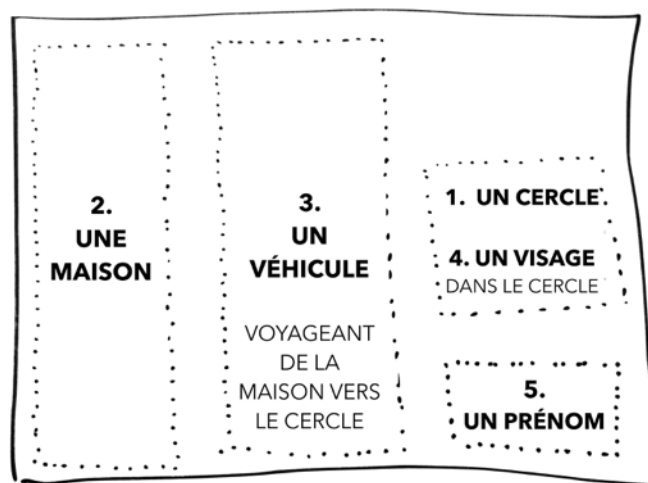 2.
UNE
MAISON
3.
UN
VÉHICULE
VOYAGEANT
DE LA
MAISON VERS
LE CERCLE
1. UN CERCLE
4. UN VISAGE
DANS LE CERCLE
5.
UN PRÉNOM